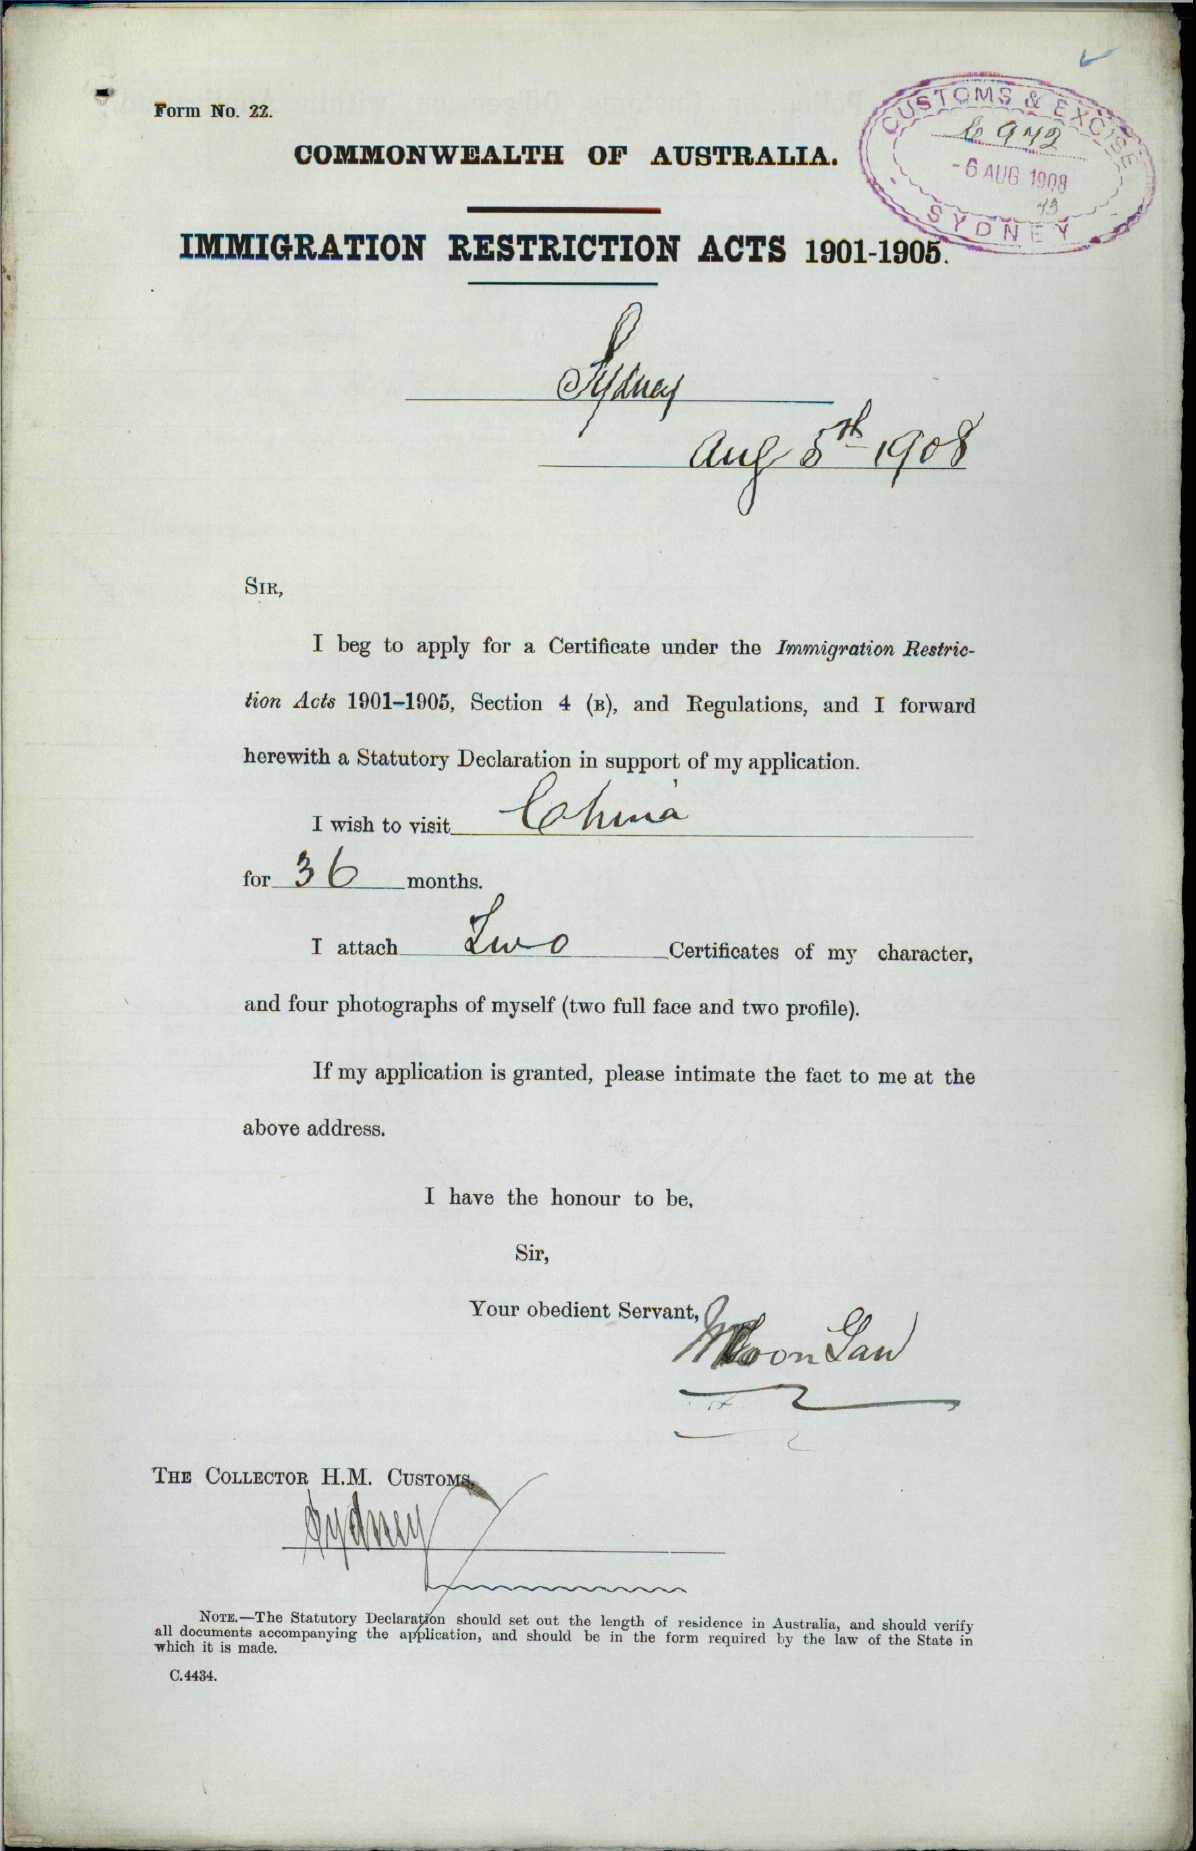 Form No. 22.
CUSTOMS & EXCISE
942
-6 AUG 1908
SYDNEY
COMMONWEALTH OF AUSTRALIA.
IMMIGRATION RESTRICTION ACTS 1901-1905.
Sydney
Aug 5th 1908
SIR,
I beg to apply for a Certificate under the Immigration Restric-
tion Acts 1901–1905, Section 4 (B), and Regulations, and I forward
herewith a Statutory Declaration in support of my application.
I wish to visit China
for 36 months.
I attach Two Certificates of my character,
and four photographs of myself (two full face and two profile).
If my application is granted, please intimate the fact to me at the
above address.
I have the honour to be,
Sir,
Your obedient Servant,
THE COLLECTOR H.M. CUSTOMS,
Sydney
NOTE.—The Statutory Declaration should set out the length of residence in Australia, and should verify
all documents accompanying the application, and should be in the form required by the law of the State in
which it is made.
C.4434.